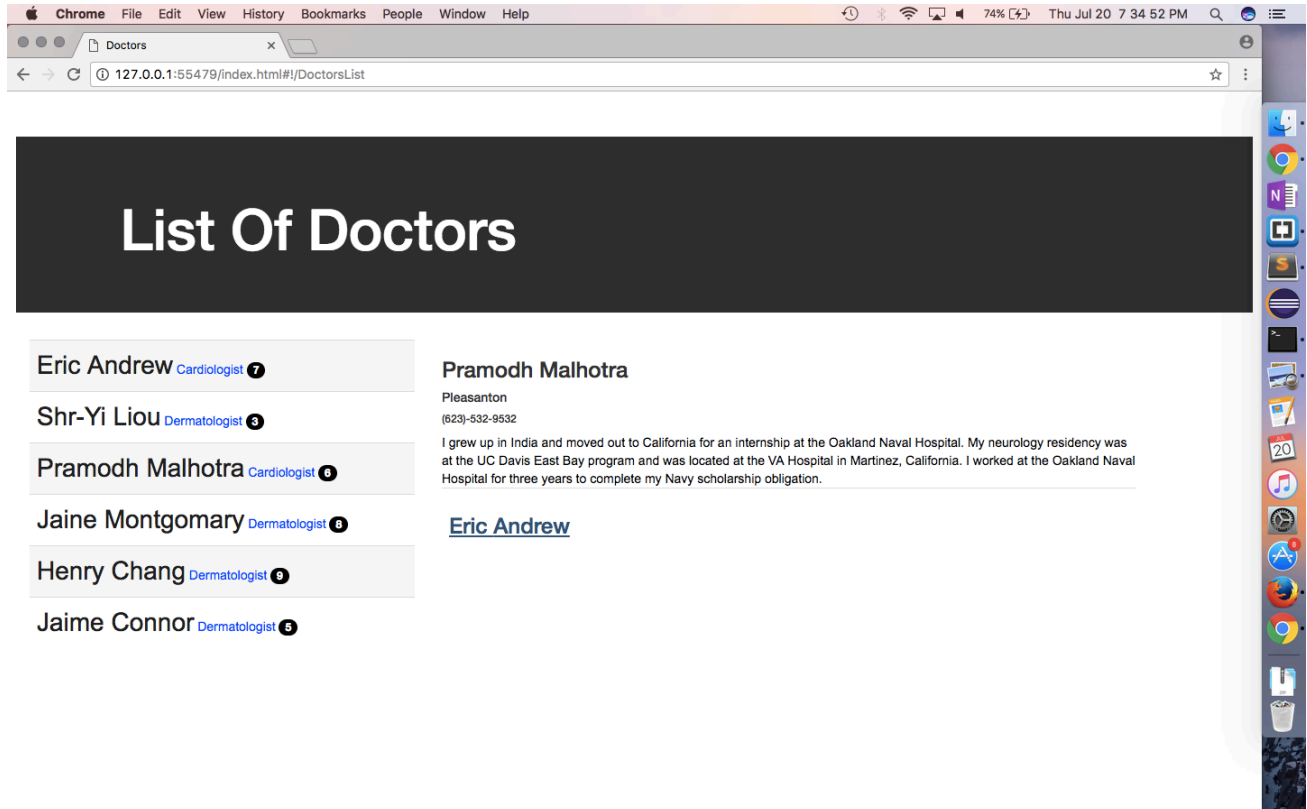 Chrome File Edit View History Bookmarks People Window Help 74% Thu Jul 20 7 34 52 PM
Doctors
127.0.0.1:55479/index.html#!/DoctorsList
List Of Doctors
Eric Andrew Cardiologist 7
Shr-Yi Liou Dermatologist 3
Pramodh Malhotra Cardiologist 6
Jaine Montgomary Dermatologist 8
Henry Chang Dermatologist 9
Jaime Connor Dermatologist 5
Pramodh Malhotra
Pleasanton
(623)-532-9532
I grew up in India and moved out to California for an internship at the Oakland Naval Hospital. My neurology residency was
at the UC Davis East Bay program and was located at the VA Hospital in Martinez, California. I worked at the Oakland Naval
Hospital for three years to complete my Navy scholarship obligation.
Eric Andrew
N
S
JUL
20
8